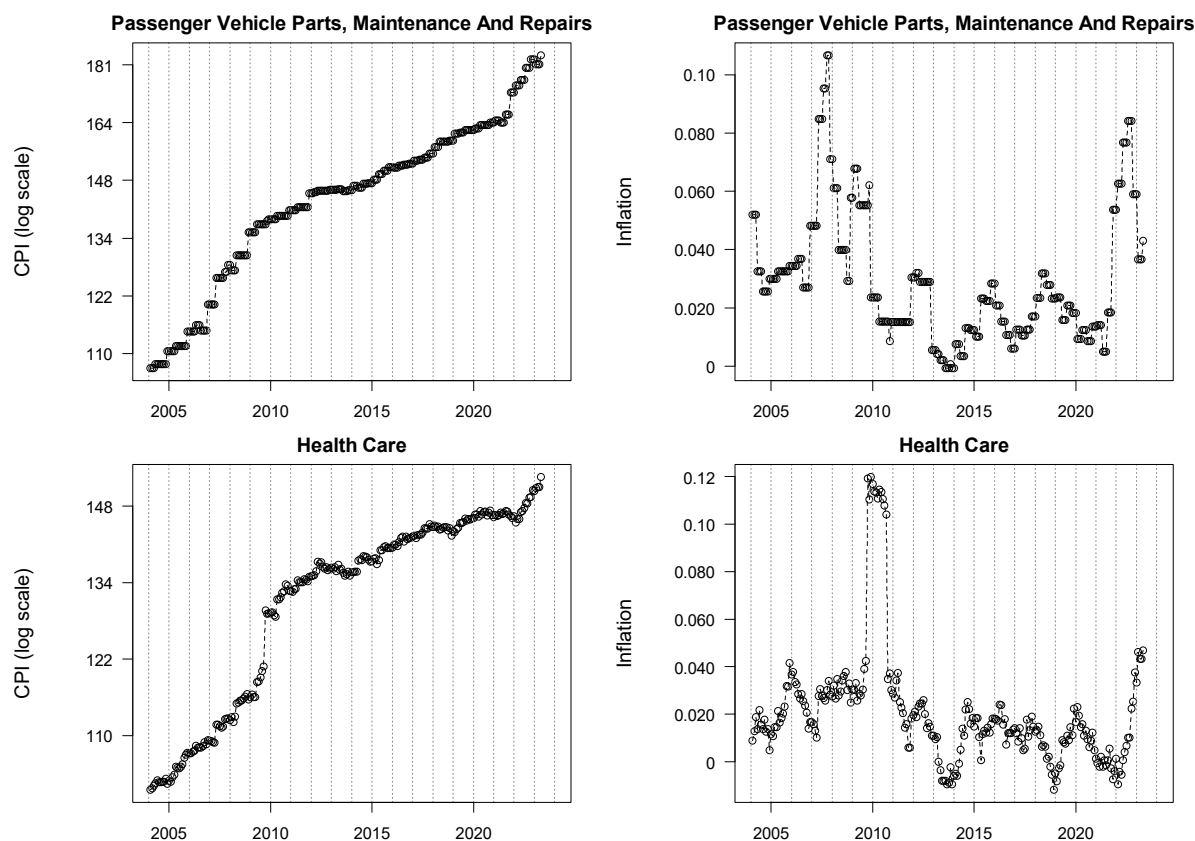 Passenger Vehicle Parts, Maintenance And Repairs
CPI (log scale)
181
164
148
134
122
110
2005 2010 2015 2020
Passenger Vehicle Parts, Maintenance And Repairs
Inflation
0.10
0.080
0.060
0.040
0.020
0
2005 2010 2015 2020
Health Care
CPI (log scale)
148
134
122
110
2005 2010 2015 2020
Health Care
Inflation
0.12
0.10
0.080
0.060
0.040
0.020
0
2005 2010 2015 2020